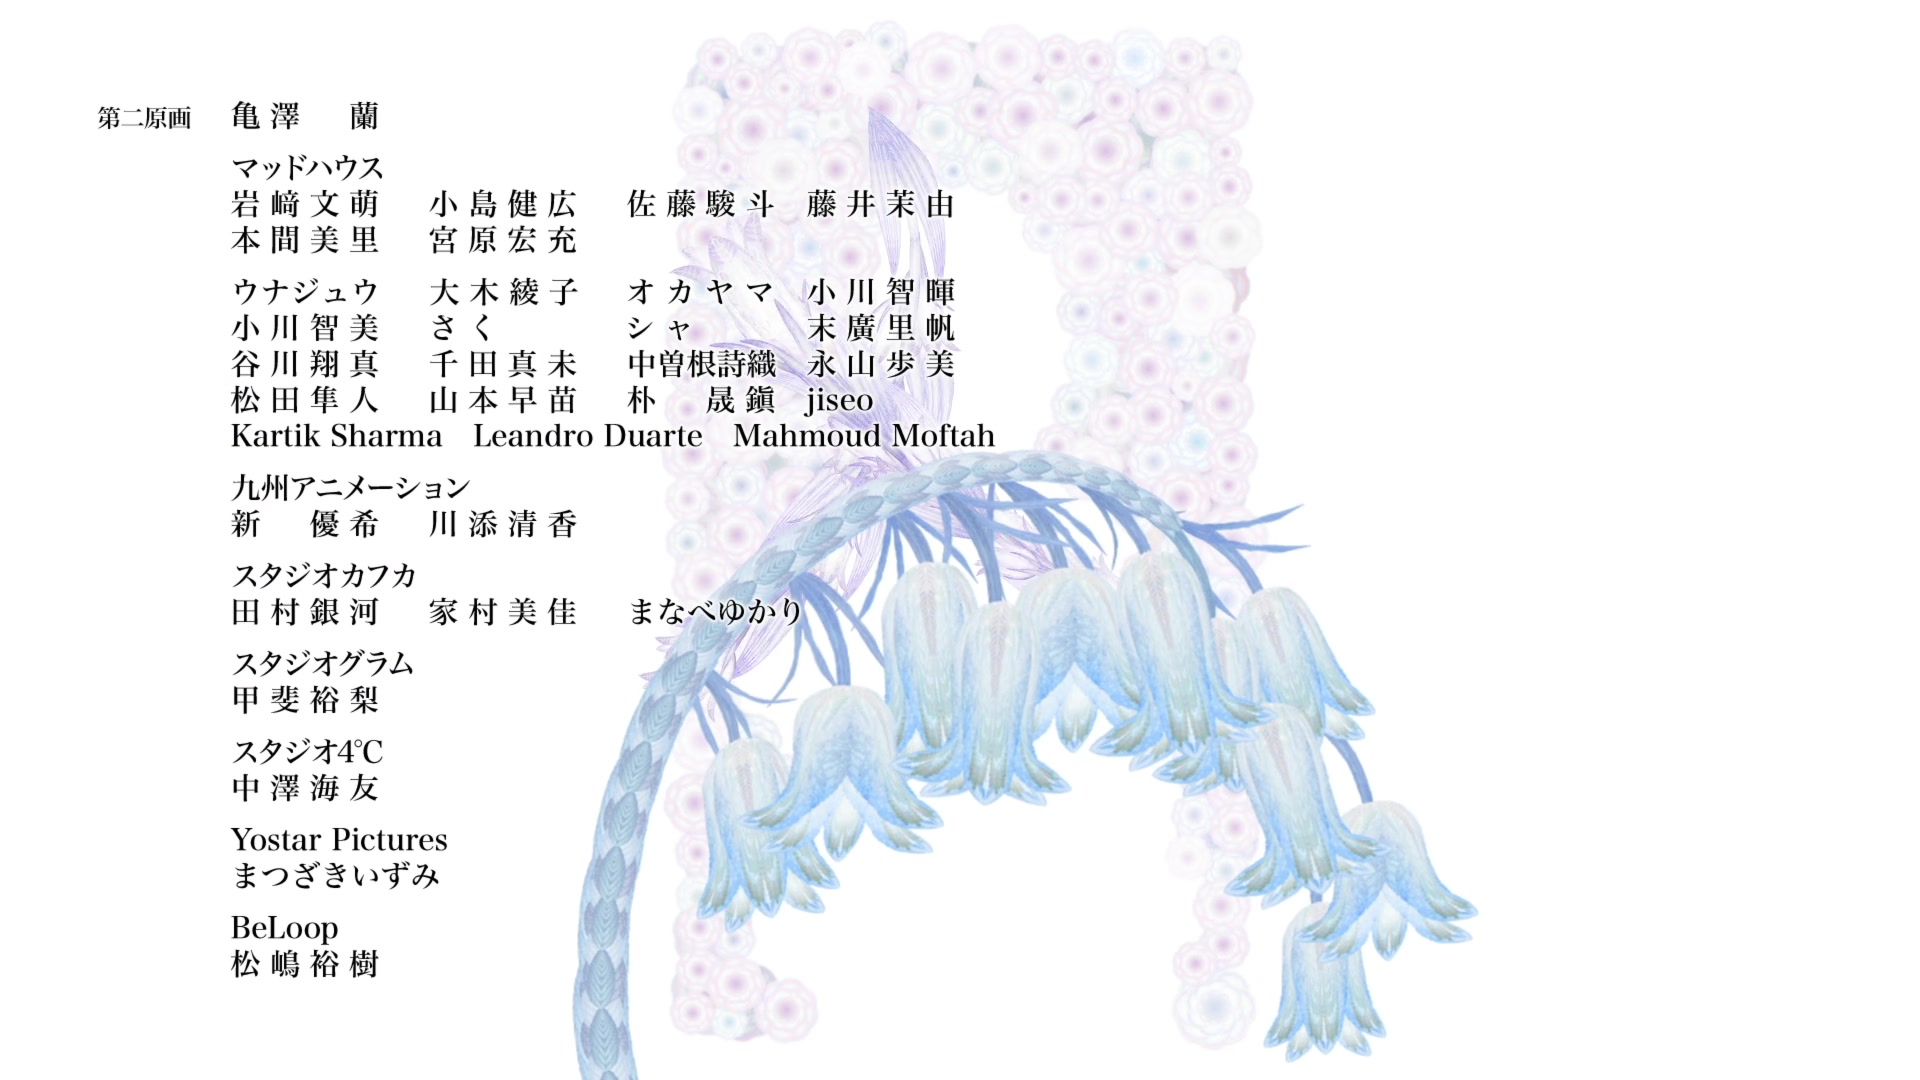 第二原画 亀澤 蘭
マッドハウス
岩﨑文萌 小島健広 佐藤駿斗 藤井茉由
本間美里 宮原宏充
ウナジュウ 大木綾子 オカヤマ 小川智暉
小川智美 さく シャ 末廣里帆
谷川翔真 千田真未 中曽根詩織 永山歩美
松田隼人 山本早苗 朴 晟鎭 jiseo
Kartik Sharma Leandro Duarte Mahmoud Moftah
九州アニメーション
新 優希 川添清香
スタジオカフカ
田村銀河 家村美佳 まなべゆかり
スタジオグラム
甲斐裕梨
スタジオ4℃
中澤海友
Yostar Pictures
まつざきいずみ
BeLoop
松嶋裕樹